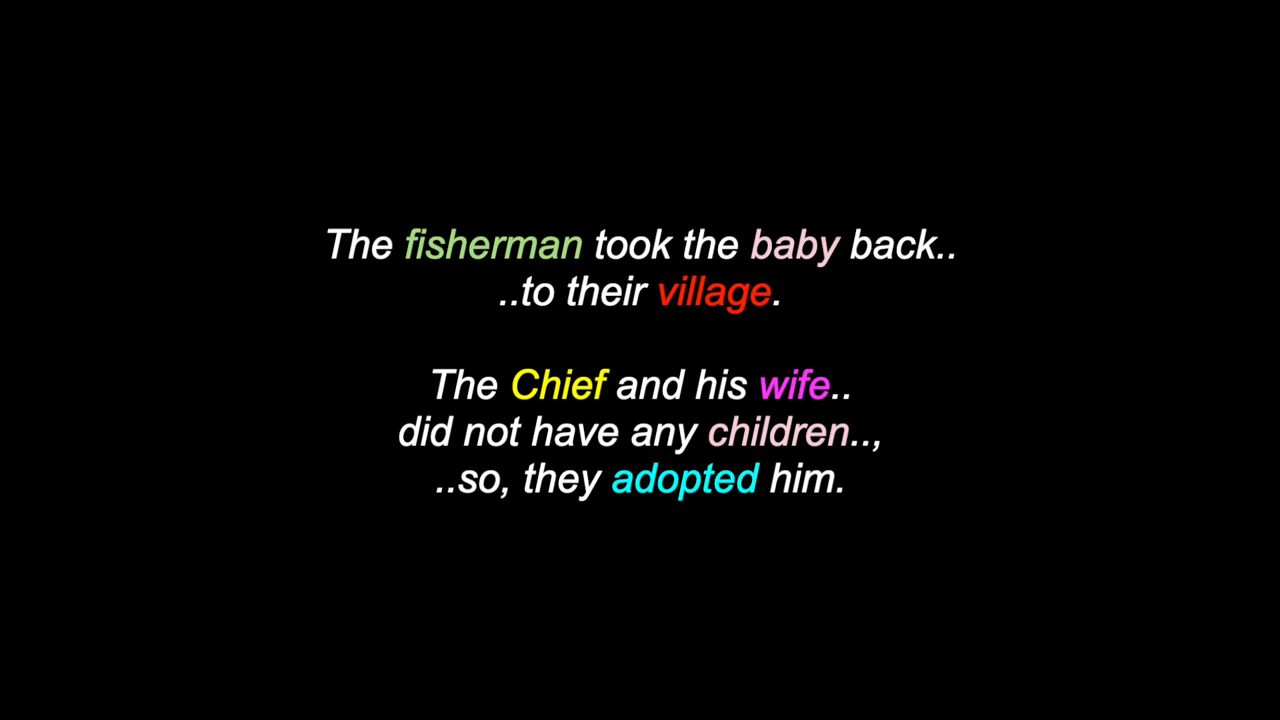 The fisherman took the baby back..
..to their village.
The Chief and his wife..
did not have any children..,
..so, they adopted him.